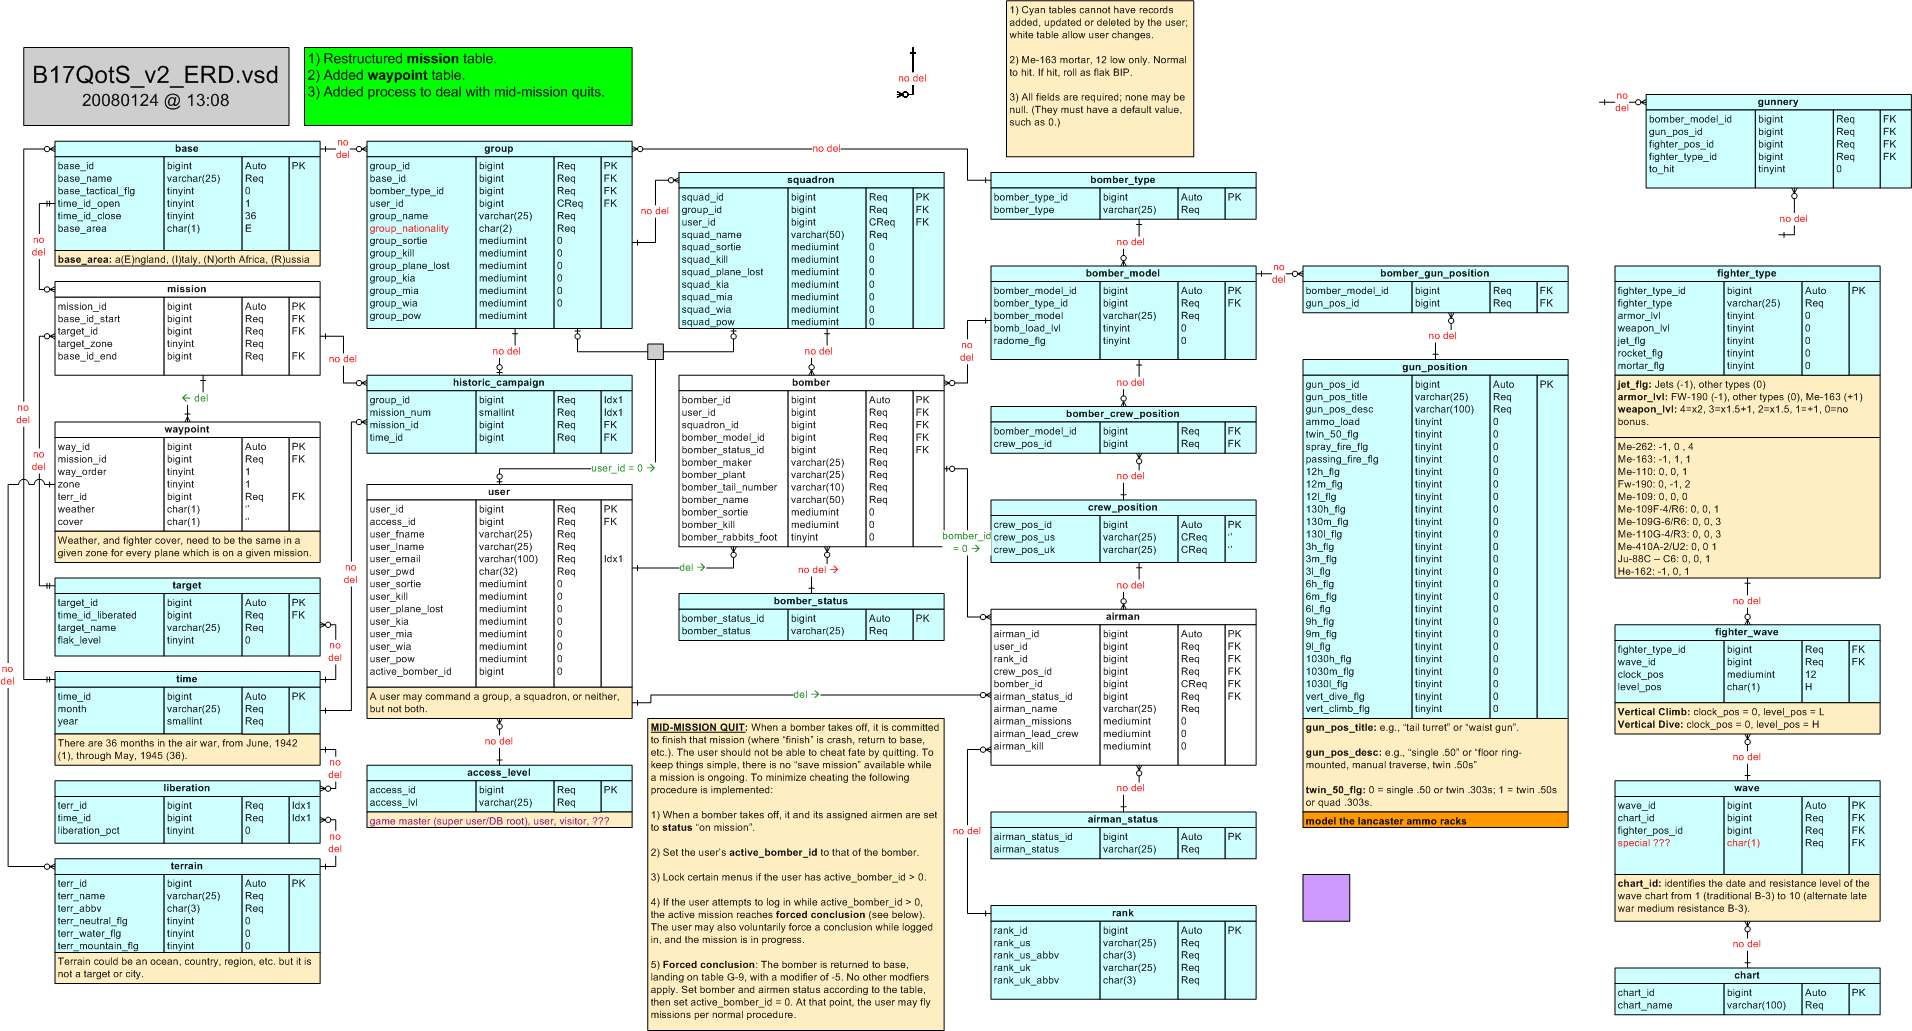 B17QotS_v2_ERD.vsd
20080124 @ 13:08
1) Restructured mission table.
2) Added waypoint table.
3) Added process to deal with mid-mission quits.
no del
1) Cyan tables cannot have records
added, updated or deleted by the user;
white table allow user changes.
2) Me-163 mortar, 12 low only. Normal
to hit. If hit, roll as flak BIP.
3) All fields are required; none may be
null. (They must have a default value,
such as 0.)
base
base_id bigint Auto PK
base_name varchar(25) Req
base_tactical_flg tinyint 0
time_id_open tinyint 1
time_id_close tinyint 36
base_area char(1) E
base_area: a(E)ngland, (I)taly, (N)orth Africa, (R)ussia
no
del
mission
mission_id bigint Auto PK
base_id_start bigint Req FK
target_id bigint Req FK
target_zone tinyint Req
base_id_end bigint Req FK
no
del
no del
← del
waypoint
way_id bigint Auto PK
mission_id bigint Req FK
way_order tinyint 1
zone tinyint 1
terr_id bigint Req FK
weather char(1) ‘’
cover char(1) ‘’
Weather, and fighter cover, need to be the same in a
given zone for every plane which is on a given mission.
no
del
no
del
no
del
no
del
target
target_id bigint Auto PK
time_id_liberated bigint Req FK
target_name varchar(25) Req
flak_level tinyint 0
no
del
time
time_id bigint Auto PK
month varchar(25) Req
year smallint Req
There are 36 months in the air war, from June, 1942
(1), through May, 1945 (36).
no
del
liberation
terr_id bigint Req Idx1
time_id bigint Req Idx1
liberation_pct tinyint 0
no
del
terrain
terr_id bigint Auto PK
terr_name varchar(25) Req
terr_abbv char(3) Req
terr_neutral_flg tinyint 0
terr_water_flg tinyint 0
terr_mountain_flg tinyint 0
Terrain could be an ocean, country, region, etc. but it is
not a target or city.
group
group_id bigint Req PK
base_id bigint Req FK
bomber_type_id bigint Req FK
user_id bigint CReq FK
group_name varchar(25) Req
group_nationality char(2) Req
group_sortie mediumint 0
group_kill mediumint 0
group_plane_lost mediumint 0
group_kia mediumint 0
group_mia mediumint 0
group_wia mediumint 0
group_pow mediumint
no del
no del
no del
historic_campaign
group_id bigint Req Idx1
mission_num smallint Req Idx1
mission_id bigint Req FK
time_id bigint Req FK
user_id = 0 →
user
user_id bigint Req PK
access_id bigint Req FK
user_fname varchar(25) Req
user_lname varchar(25) Req
user_email varchar(100) Req Idx1
user_pwd char(32) Req
user_sortie mediumint 0
user_kill mediumint 0
user_plane_lost mediumint 0
user_kia mediumint 0
user_mia mediumint 0
user_wia mediumint 0
user_pow mediumint 0
active_bomber_id bigint 0
A user may command a group, a squadron, or neither,
but not both.
no del
access_level
access_id bigint Req PK
access_lvl varchar(25) Req
game master (super user/DB root), user, visitor, ???
squadron
squad_id bigint Req PK
group_id bigint Req FK
user_id bigint CReq FK
squad_name varchar(50) Req
squad_sortie mediumint 0
squad_kill mediumint 0
squad_plane_lost mediumint 0
squad_kia mediumint 0
squad_mia mediumint 0
squad_wia mediumint 0
squad_pow mediumint 0
no del
bomber
bomber_id bigint Auto PK
user_id bigint Req FK
squadron_id bigint Req FK
bomber_model_id bigint Req FK
bomber_status_id bigint Req FK
bomber_maker varchar(25) Req
bomber_plant varchar(25) Req
bomber_tail_number varchar(10) Req
bomber_name varchar(50) Req
bomber_sortie mediumint 0
bomber_kill mediumint 0
bomber_rabbits_foot tinyint 0
del →
no del →
bomber_status
bomber_status_id bigint Auto PK
bomber_status varchar(25) Req
del →
MID-MISSION QUIT: When a bomber takes off, it is committed
to finish that mission (where “finish” is crash, return to base,
etc.). The user should not be able to cheat fate by quitting. To
keep things simple, there is no “save mission” available while
a mission is ongoing. To minimize cheating the following
procedure is implemented:
1) When a bomber takes off, it and its assigned airmen are set
to status “on mission”.
2) Set the user’s active_bomber_id to that of the bomber.
3) Lock certain menus if the user has active_bomber_id > 0.
4) If the user attempts to log in while active_bomber_id > 0,
the active mission reaches forced conclusion (see below).
The user may also voluntarily force a conclusion while logged
in, and the mission is in progress.
5) Forced conclusion: The bomber is returned to base,
landing on table G-9, with a modifier of -5. No other modfiers
apply. Set bomber and airmen status according to the table,
then set active_bomber_id = 0. At that point, the user may fly
missions per normal procedure.
bomber_type
bomber_type_id bigint Auto PK
bomber_type varchar(25) Req
no del
bomber_model
bomber_model_id bigint Auto PK
bomber_type_id bigint Req FK
bomber_model varchar(25) Req
bomb_load_lvl tinyint 0
radome_flg tinyint 0
no
del
no
del
no del
bomber_crew_position
bomber_model_id bigint Req FK
crew_pos_id bigint Req FK
no del
crew_position
crew_pos_id bigint Auto PK
crew_pos_us varchar(25) CReq ‘’
crew_pos_uk varchar(25) CReq ‘’
bomber_id
= 0 →
no del
airman
airman_id bigint Auto PK
user_id bigint Req FK
rank_id bigint Req FK
crew_pos_id bigint Req FK
bomber_id bigint CReq FK
airman_status_id bigint Req FK
airman_name varchar(25) Req
airman_missions mediumint 0
airman_lead_crew mediumint 0
airman_kill mediumint 0
no del
airman_status
airman_status_id bigint Auto PK
airman_status varchar(25) Req
no del
rank
rank_id bigint Auto PK
rank_us varchar(25) Req
rank_us_abbv char(3) Req
rank_uk varchar(25) Req
rank_uk_abbv char(3) Req
bomber_gun_position
bomber_model_id bigint Req FK
gun_pos_id bigint Req FK
no del
gun_position
gun_pos_id bigint Auto PK
gun_pos_title varchar(25) Req
gun_pos_desc varchar(100) Req
ammo_load tinyint 0
twin_50_flg tinyint 0
spray_fire_flg tinyint 0
passing_fire_flg tinyint 0
12h_flg tinyint 0
12m_flg tinyint 0
12l_flg tinyint 0
130h_flg tinyint 0
130m_flg tinyint 0
130l_flg tinyint 0
3h_flg tinyint 0
3m_flg tinyint 0
3l_flg tinyint 0
6h_flg tinyint 0
6m_flg tinyint 0
6l_flg tinyint 0
9h_flg tinyint 0
9m_flg tinyint 0
9l_flg tinyint 0
1030h_flg tinyint 0
1030m_flg tinyint 0
1030l_flg tinyint 0
vert_dive_flg tinyint 0
vert_climb_flg tinyint 0
gun_pos_title: e.g., “tail turret” or “waist gun”.
gun_pos_desc: e.g., “single .50” or “floor ring-
mounted, manual traverse, twin .50s”
twin_50_flg: 0 = single .50 or twin .303s; 1 = twin .50s
or quad .303s.
model the lancaster ammo racks
no
del
gunnery
bomber_model_id bigint Req FK
gun_pos_id bigint Req FK
fighter_pos_id bigint Req FK
fighter_type_id bigint Req FK
to_hit tinyint 0
no del
fighter_type
fighter_type_id bigint Auto PK
fighter_type varchar(25) Req
armor_lvl tinyint 0
weapon_lvl tinyint 0
jet_flg tinyint 0
rocket_flg tinyint 0
mortar_flg tinyint 0
jet_flg: Jets (-1), other types (0)
armor_lvl: FW-190 (-1), other types (0), Me-163 (+1)
weapon_lvl: 4=x2, 3=x1.5+1, 2=x1.5, 1=+1, 0=no
bonus.
Me-262: -1, 0 , 4
Me-163: -1, 1, 1
Me-110: 0, 0, 1
Fw-190: 0, -1, 2
Me-109: 0, 0, 0
Me-109F-4/R6: 0, 0, 1
Me-109G-6/R6: 0, 0, 3
Me-110G-4/R3: 0, 0, 3
Me-410A-2/U2: 0, 0 1
Ju-88C – C6: 0, 0, 1
He-162: -1, 0, 1
no del
fighter_wave
fighter_type_id bigint Req FK
wave_id bigint Req FK
clock_pos mediumint 12
level_pos char(1) H
Vertical Climb: clock_pos = 0, level_pos = L
Vertical Dive: clock_pos = 0, level_pos = H
no del
wave
wave_id bigint Auto PK
chart_id bigint Req FK
fighter_pos_id bigint Req FK
special ??? char(1) Req FK
chart_id: identifies the date and resistance level of the
wave chart from 1 (traditional B-3) to 10 (alternate late
war medium resistance B-3).
no del
chart
chart_id bigint Auto PK
chart_name varchar(100) Req